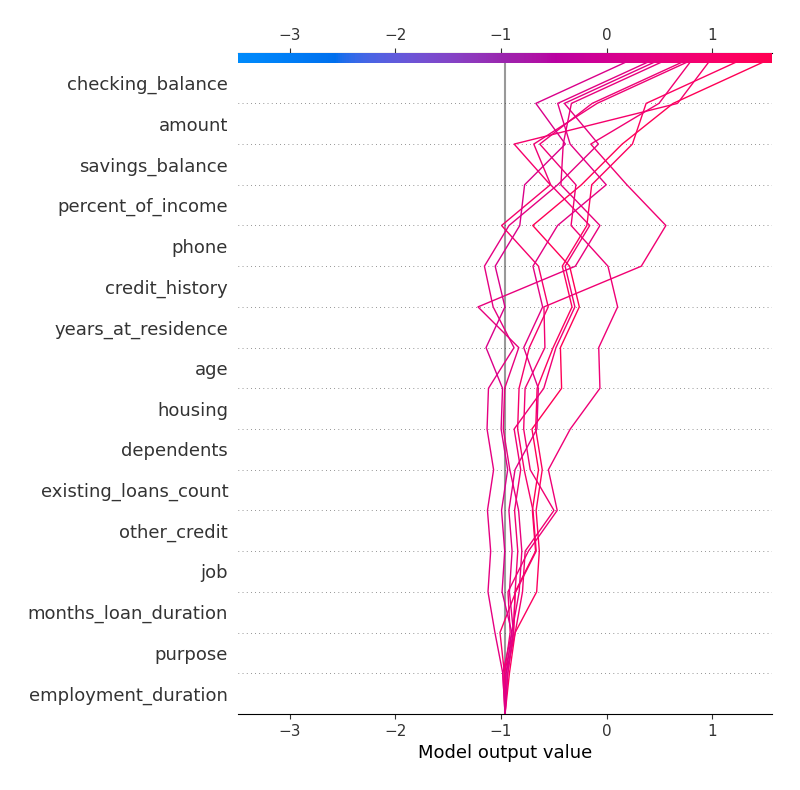 −3 −2 −1 0 1
checking_balance
amount
savings_balance
percent_of_income
phone
credit_history
years_at_residence
age
housing
dependents
existing_loans_count
other_credit
job
months_loan_duration
purpose
employment_duration
−3 −2 −1 0 1
Model output value